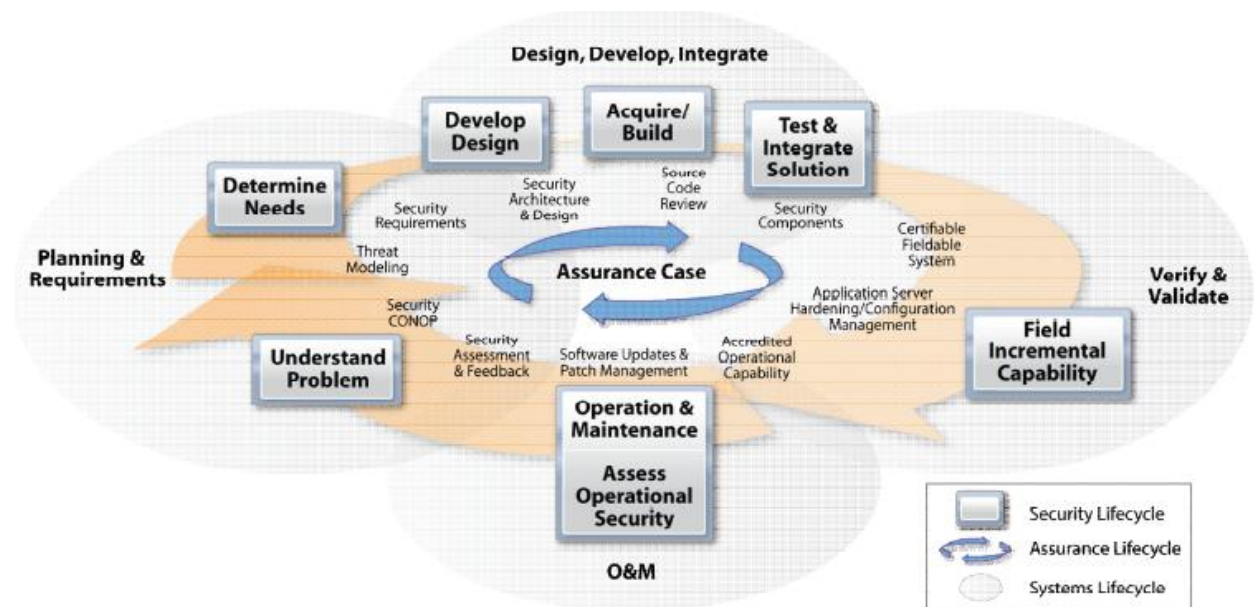 Design, Develop, Integrate
Develop
Design
Acquire/
Build
Test &
Integrate
Solution
Determine
Needs
Security
Requirements
Security
Architecture
& Design
Source
Code
Review
Security
Components
Certifiable
Fieldable
System
Planning &
Requirements
Threat
Modeling
Assurance Case
Verify &
Validate
Security
CONOP
Application Server
Hardening/Configuration
Management
Understand
Problem
Security
Assessment
& Feedback
Software Updates &
Patch Management
Accredited
Operational
Capability
Field
Incremental
Capability
Operation &
Maintenance
Assess
Operational
Security
O&M
Security Lifecycle
Assurance Lifecycle
Systems Lifecycle